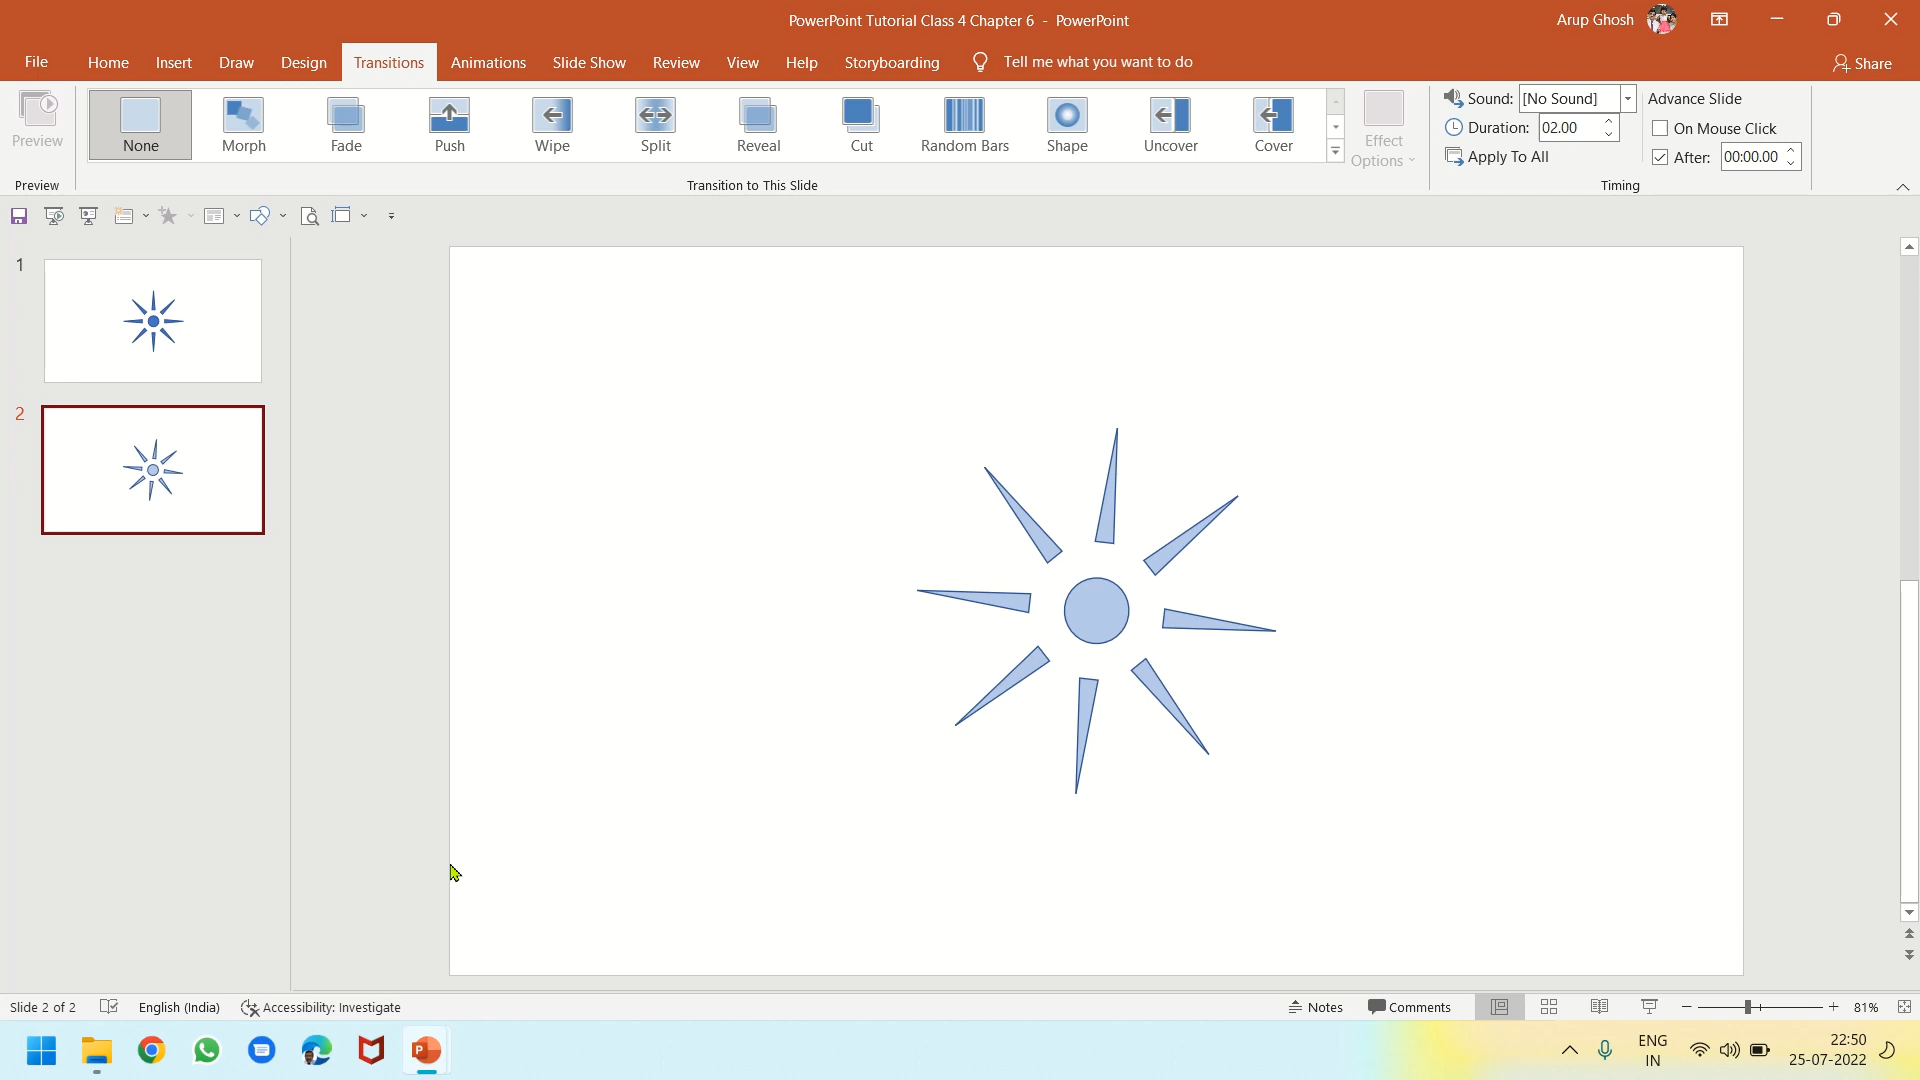 PowerPoint Tutorial Class 4 Chapter 6 - PowerPoint
Arup Ghosh
File Home Insert Draw Design Transitions Animations Slide Show Review View Help Storyboarding Tell me what you want to do Share
Preview
None Morph Fade Push Wipe Split Reveal Cut Random Bars Shape Uncover Cover
Effect
Options
Sound: [No Sound]
Duration: 02.00
Apply To All
Advance Slide
On Mouse Click
After: 00:00.00
Preview
Transition to This Slide
Timing
1
2
Slide 2 of 2 English (India) Accessibility: Investigate Notes Comments 81%
ENG
IN
22:50
25-07-2022